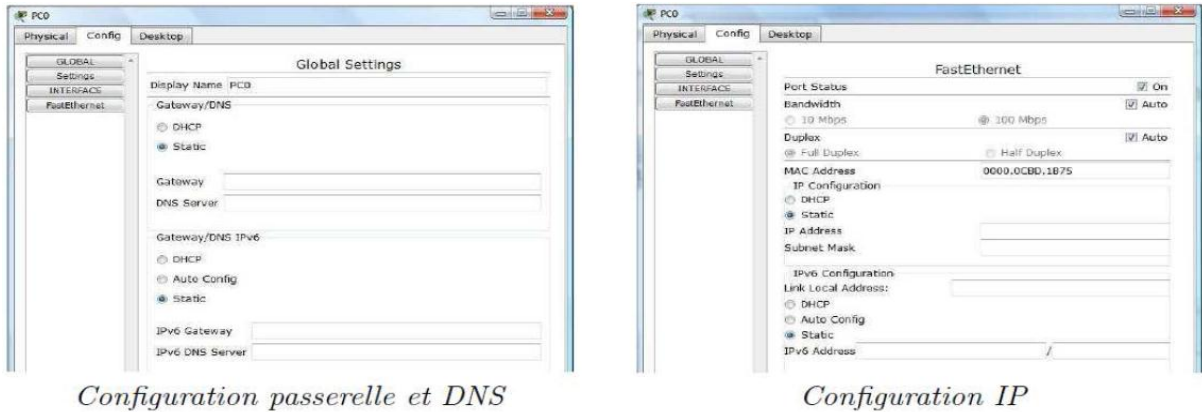 PC0
Physical Config Desktop
GLOBAL
Settings
INTERFACE
FastEthernet
Global Settings
Display Name PC0
Gateway/DNS
DHCP
Static
Gateway
DNS Server
Gateway/DNS IPv6
DHCP
Auto Config
Static
IPv6 Gateway
IPv6 DNS Server
Configuration passerelle et DNS
PC0
Physical Config Desktop
GLOBAL
Settings
INTERFACE
FastEthernet
FastEthernet
Port Status On
Bandwidth Auto
10 Mbps 100 Mbps
Duplex Auto
Full Duplex Half Duplex
MAC Address 0000.0CBD.1B75
IP Configuration
DHCP
Static
IP Address
Subnet Mask
IPv6 Configuration
Link Local Address:
DHCP
Auto Config
Static
IPv6 Address /
Configuration IP